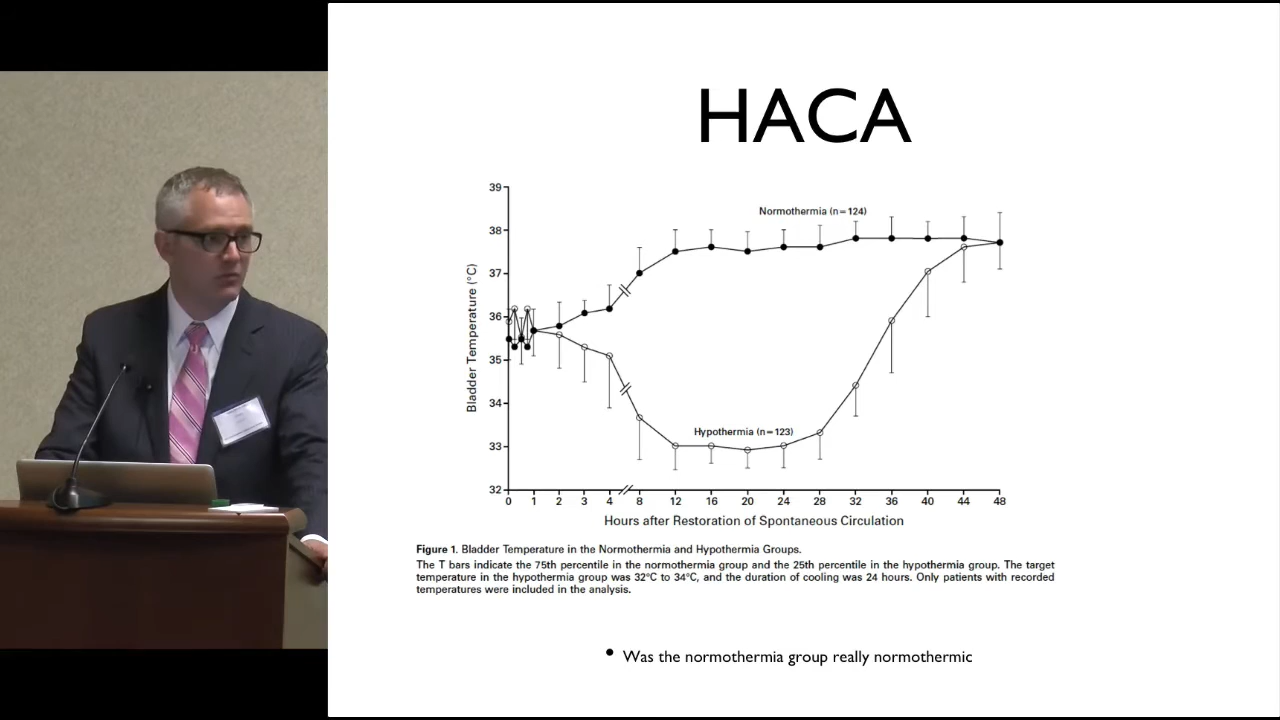 HACA
39
38
37
36
35
34
33
32
Bladder Temperature (°C)
Normothermia (n=124)
Hypothermia (n=123)
0 1 2 3 4 8 12 16 20 24 28 32 36 40 44 48
Hours after Restoration of Spontaneous Circulation
Figure 1. Bladder Temperature in the Normothermia and Hypothermia Groups.
The T bars indicate the 75th percentile in the normothermia group and the 25th percentile in the hypothermia group. The target
temperature in the hypothermia group was 32°C to 34°C, and the duration of cooling was 24 hours. Only patients with recorded
temperatures were included in the analysis.
• Was the normothermia group really normothermic